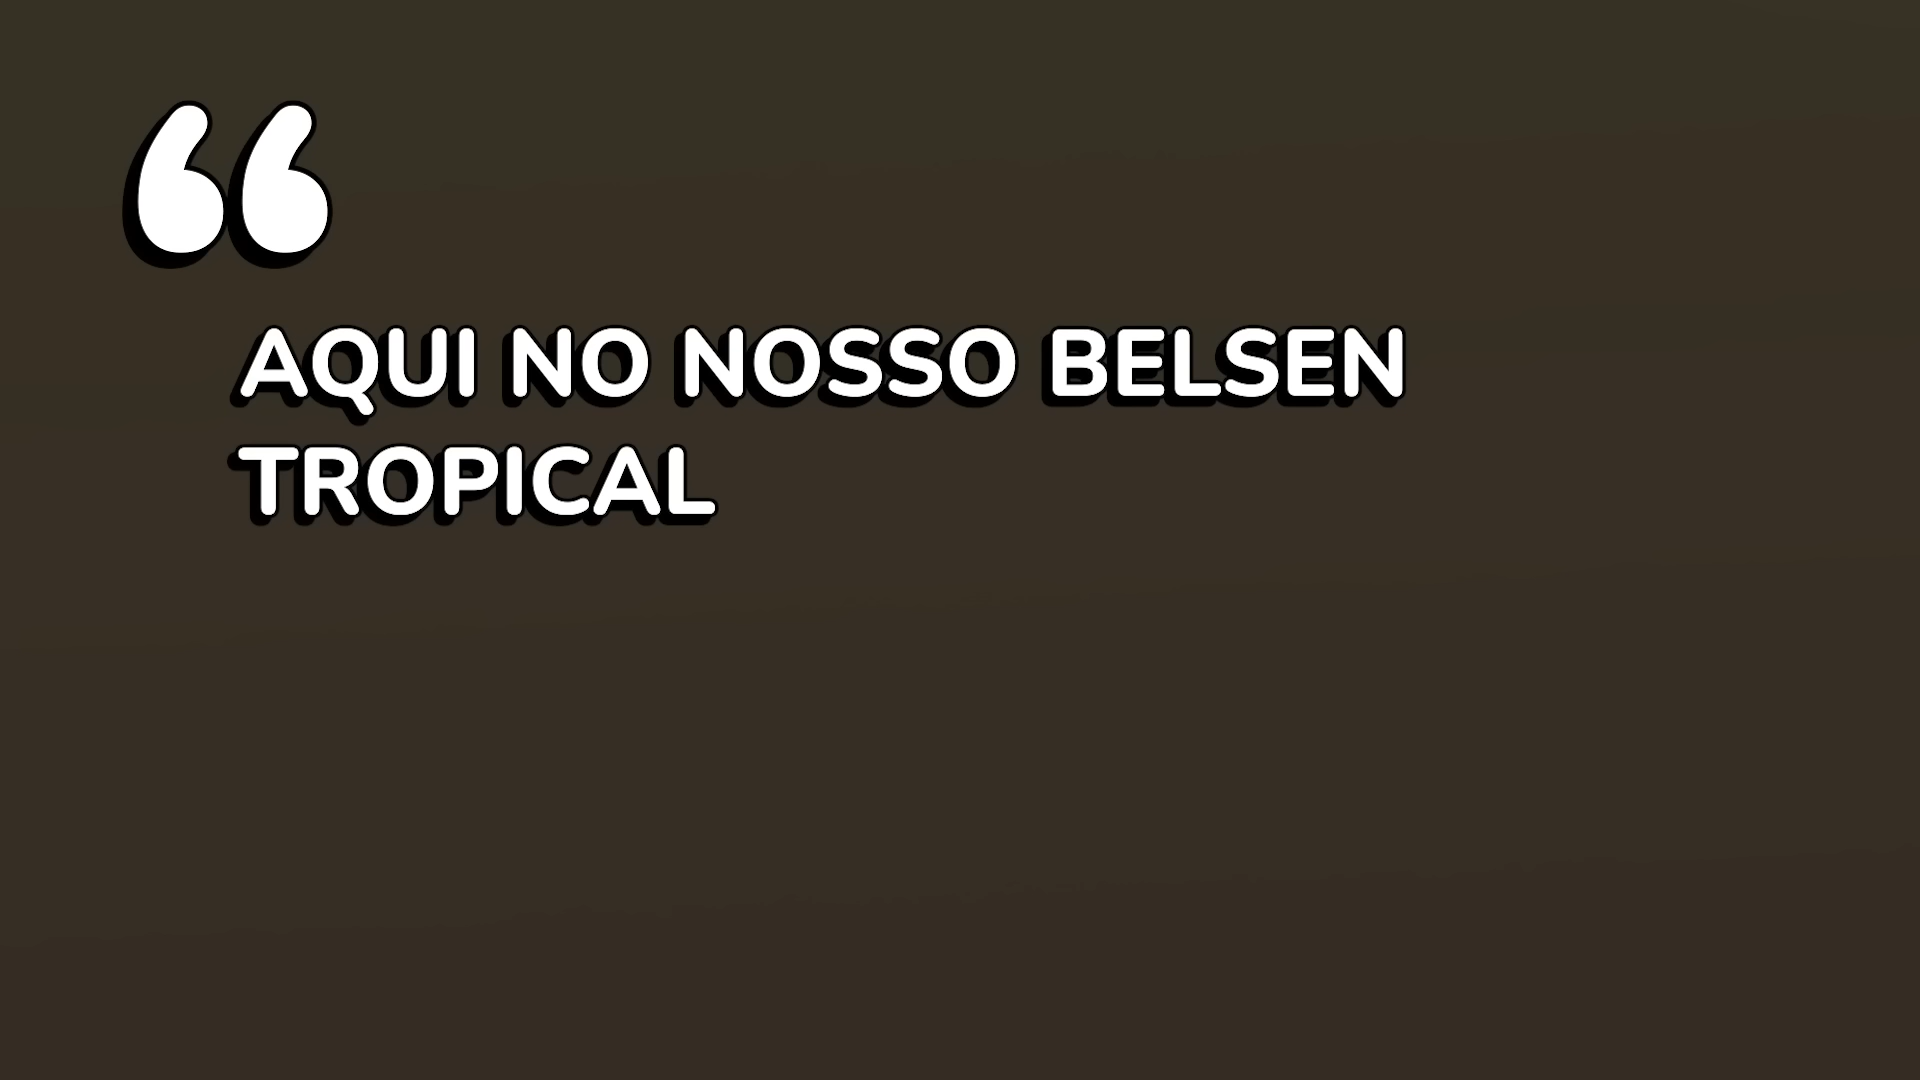 “
AQUI NO NOSSO BELSEN
TROPICAL